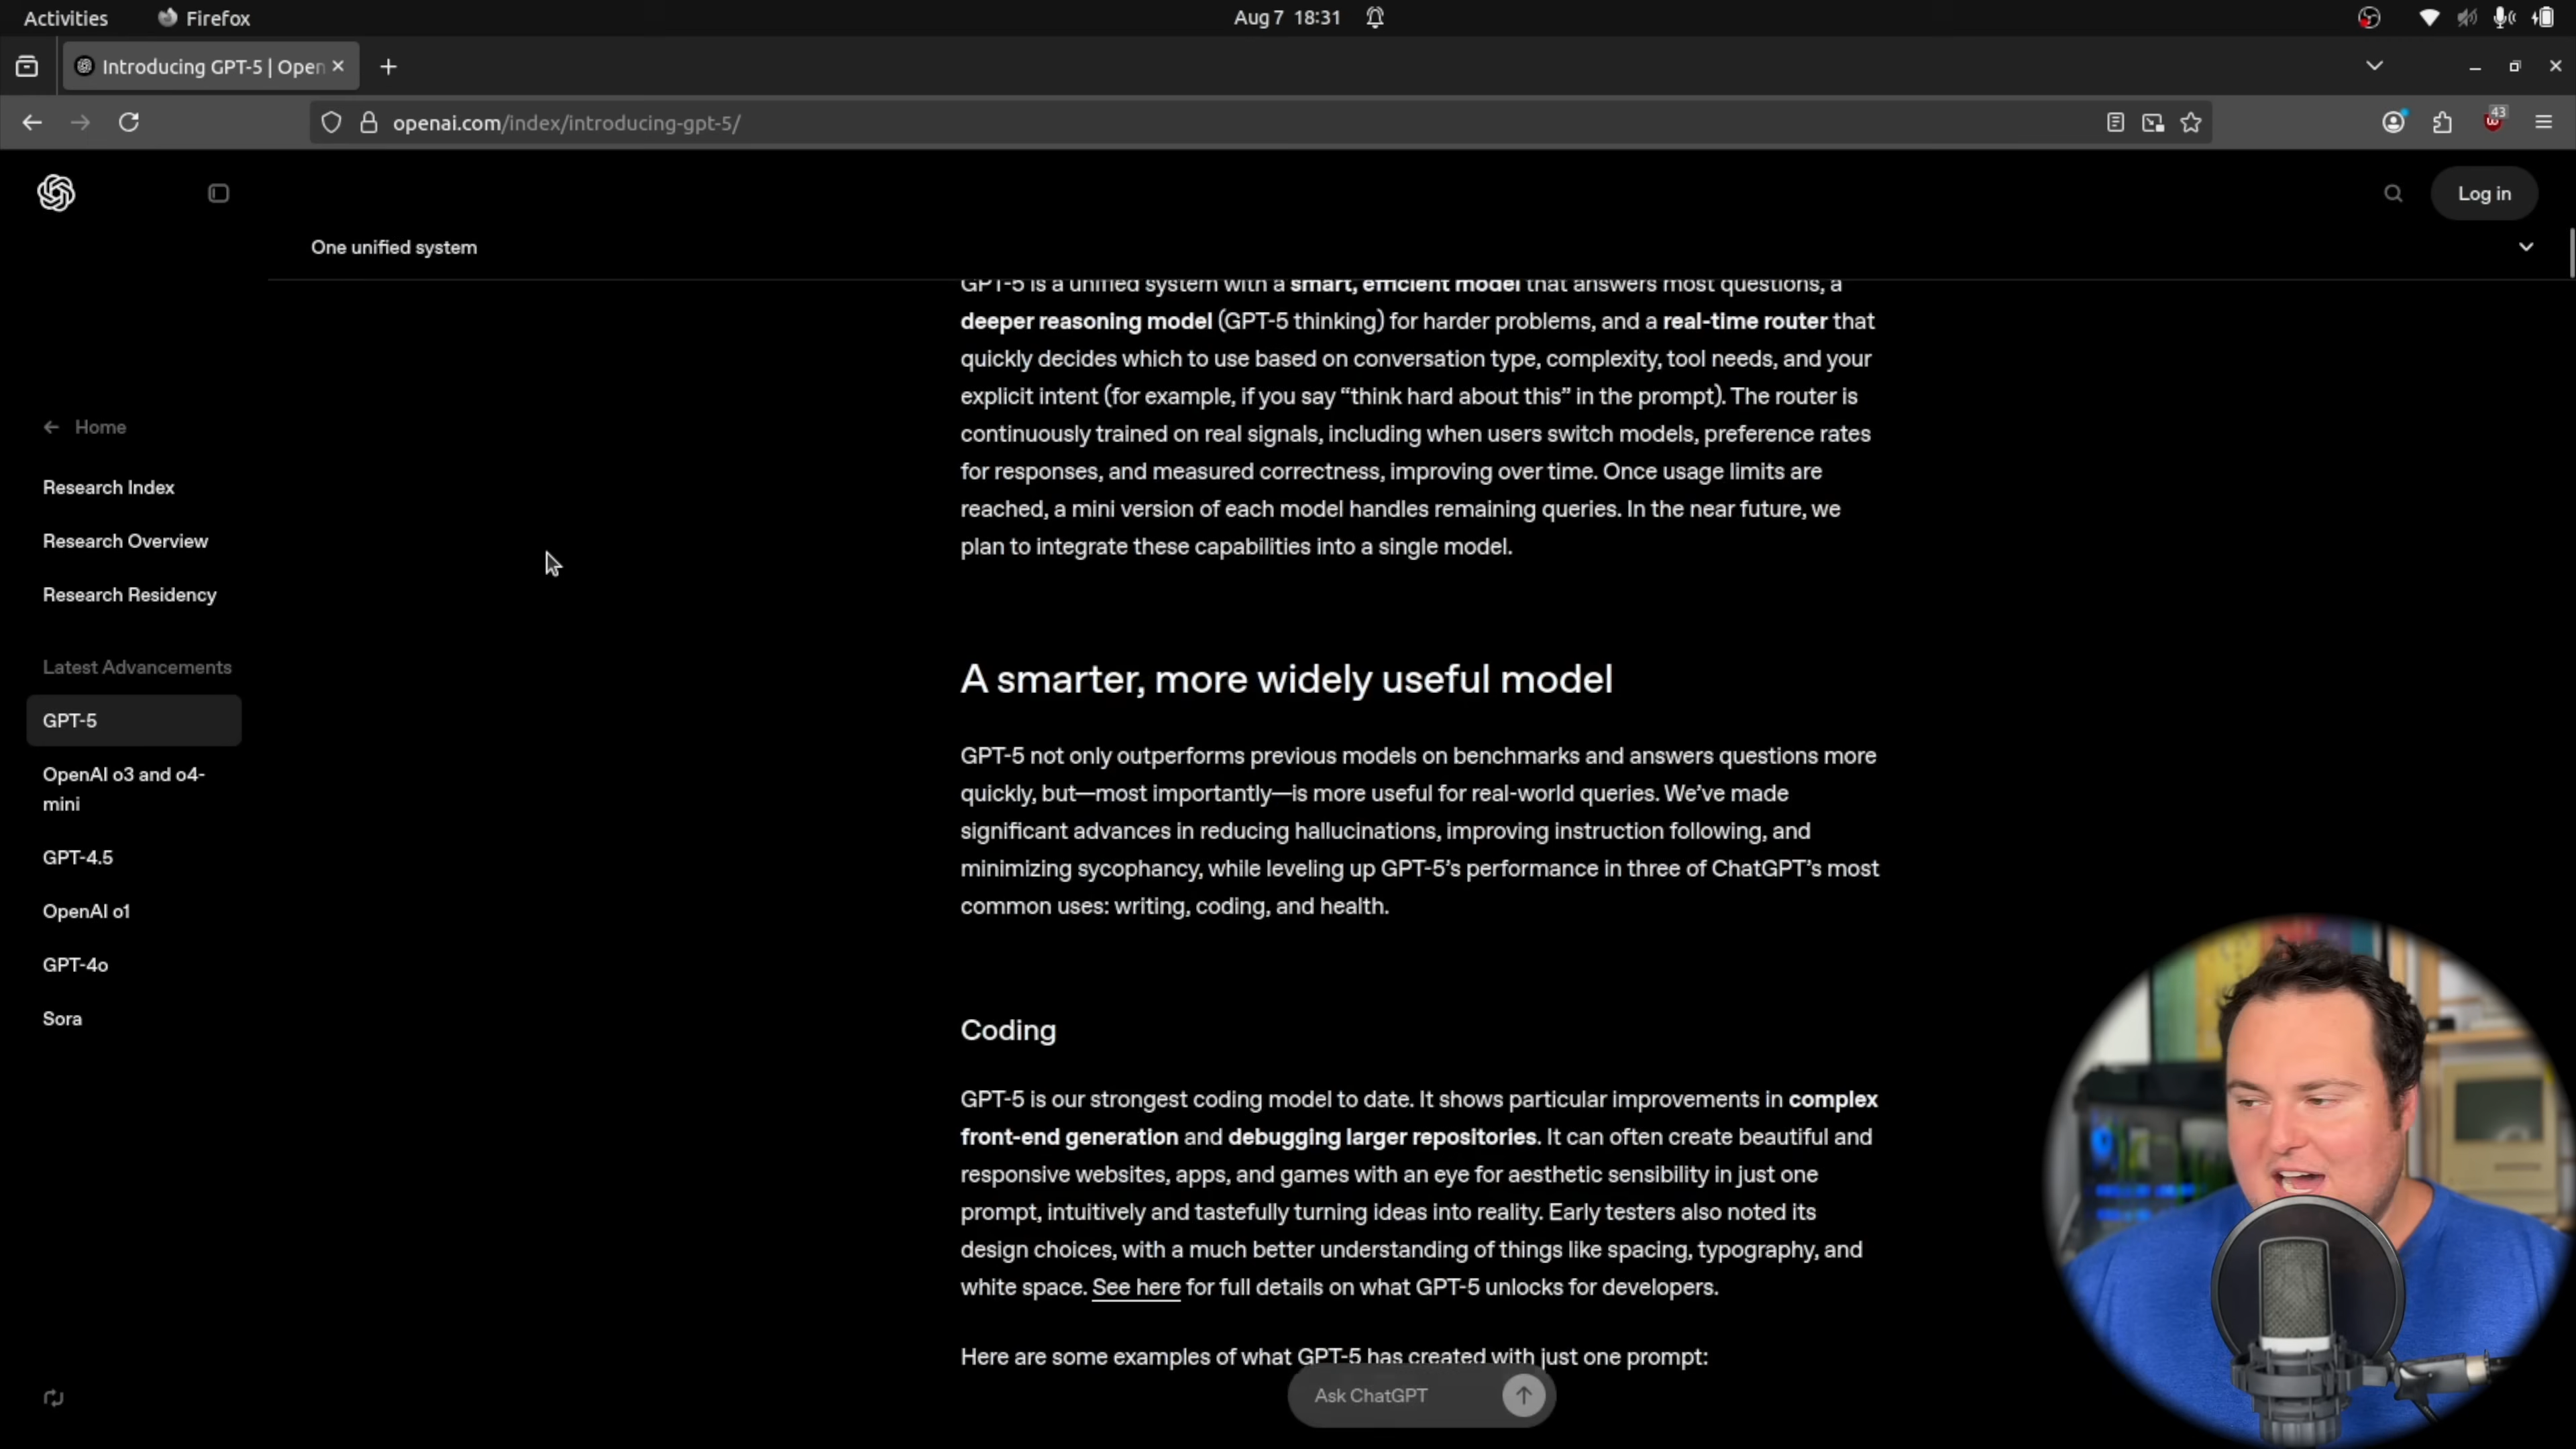 Activities
Firefox
Aug 7 18:31
Introducing GPT-5 | Open
openai.com/index/introducing-gpt-5/
43
Log in
One unified system
Home
Research Index
Research Overview
Research Residency
Latest Advancements
GPT-5
OpenAI o3 and o4-
mini
GPT-4.5
OpenAI o1
GPT-4o
Sora
GPT-5 is a unified system with a smart, efficient model that answers most questions, a
deeper reasoning model (GPT-5 thinking) for harder problems, and a real-time router that
quickly decides which to use based on conversation type, complexity, tool needs, and your
explicit intent (for example, if you say “think hard about this” in the prompt). The router is
continuously trained on real signals, including when users switch models, preference rates
for responses, and measured correctness, improving over time. Once usage limits are
reached, a mini version of each model handles remaining queries. In the near future, we
plan to integrate these capabilities into a single model.
A smarter, more widely useful model
GPT-5 not only outperforms previous models on benchmarks and answers questions more
quickly, but—most importantly—is more useful for real-world queries. We’ve made
significant advances in reducing hallucinations, improving instruction following, and
minimizing sycophancy, while leveling up GPT-5’s performance in three of ChatGPT’s most
common uses: writing, coding, and health.
Coding
GPT-5 is our strongest coding model to date. It shows particular improvements in complex
front-end generation and debugging larger repositories. It can often create beautiful and
responsive websites, apps, and games with an eye for aesthetic sensibility in just one
prompt, intuitively and tastefully turning ideas into reality. Early testers also noted its
design choices, with a much better understanding of things like spacing, typography, and
white space. See here for full details on what GPT-5 unlocks for developers.
Here are some examples of what GPT-5 has created with just one prompt:
Ask ChatGPT